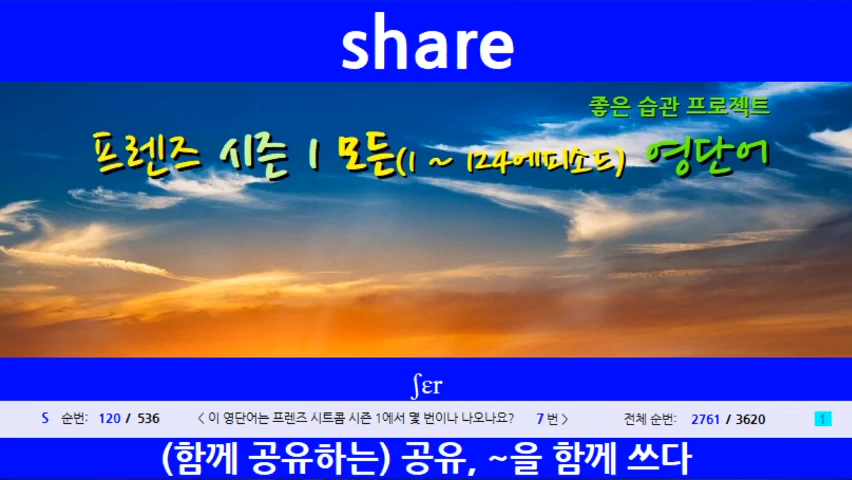 share
좋은 습관 프로젝트
프렌즈 시즌 1 모든(1 ~ 124에피소드) 영단어
ʃɛr
S 순번: 120 / 536 < 이 영단어는 프렌즈 시트콤 시즌 1에서 몇 번이나 나오나요? 7 번 > 전체 순번: 2761 / 3620 1
(함께 공유하는) 공유, ~을 함께 쓰다